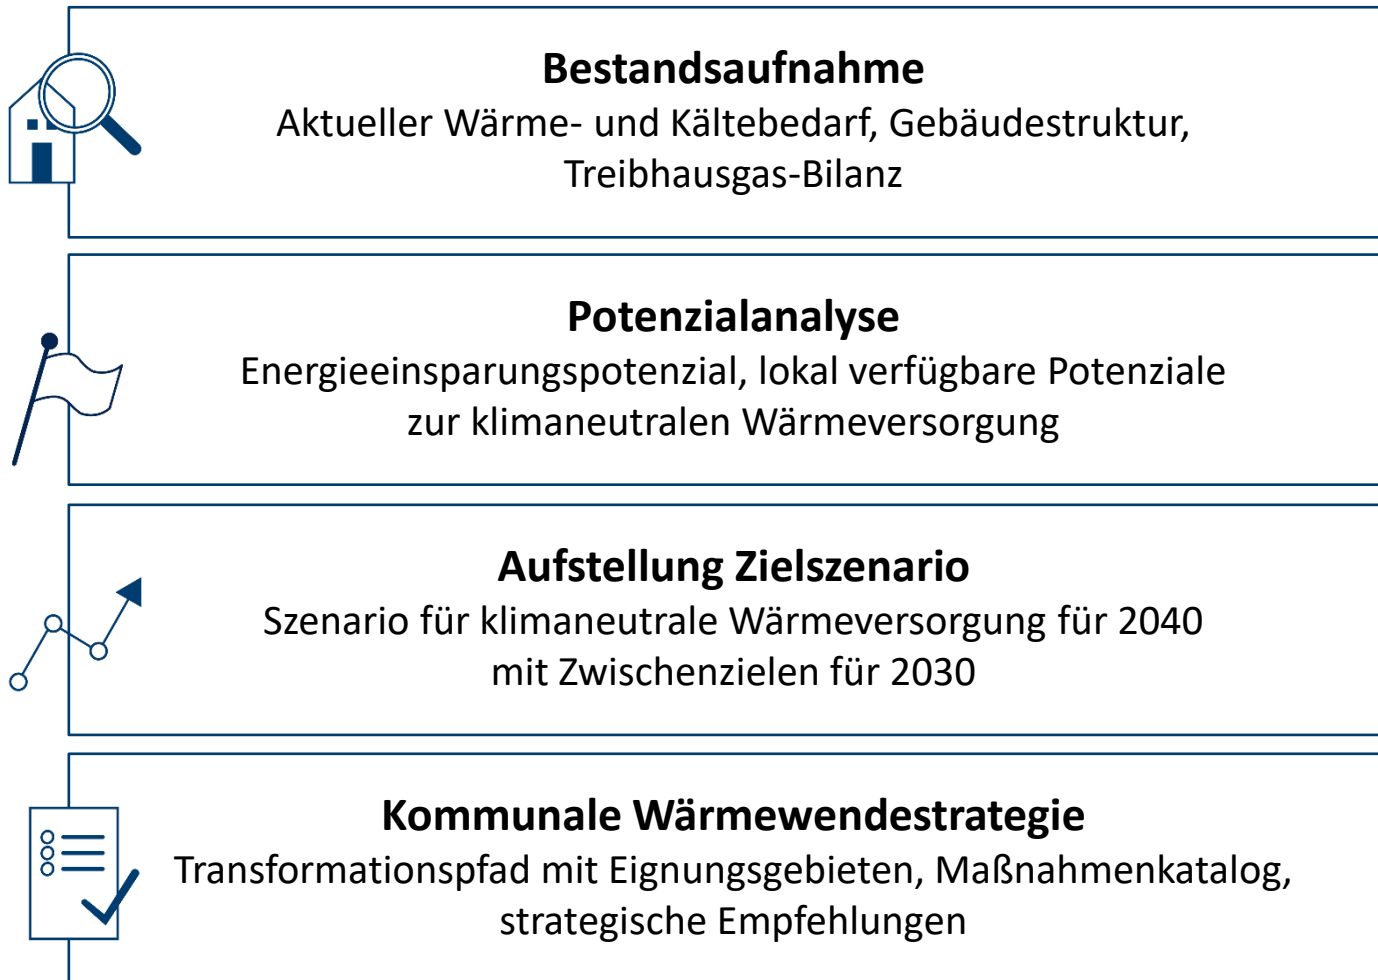 Bestandsaufnahme
Aktueller Wärme- und Kältebedarf, Gebäudestruktur,
Treibhausgas-Bilanz
Potenzialanalyse
Energieeinsparungspotenzial, lokal verfügbare Potenziale
zur klimaneutralen Wärmeversorgung
Aufstellung Zielszenario
Szenario für klimaneutrale Wärmeversorgung für 2040
mit Zwischenzielen für 2030
Kommunale Wärmewendestrategie
Transformationspfad mit Eignungsgebieten, Maßnahmenkatalog,
strategische Empfehlungen